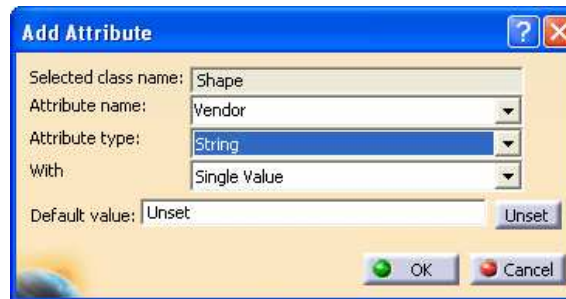 Add Attribute
?
Selected class name: Shape
Attribute name: Vendor
Attribute type: String
With Single Value
Default value: Unset Unset
OK Cancel